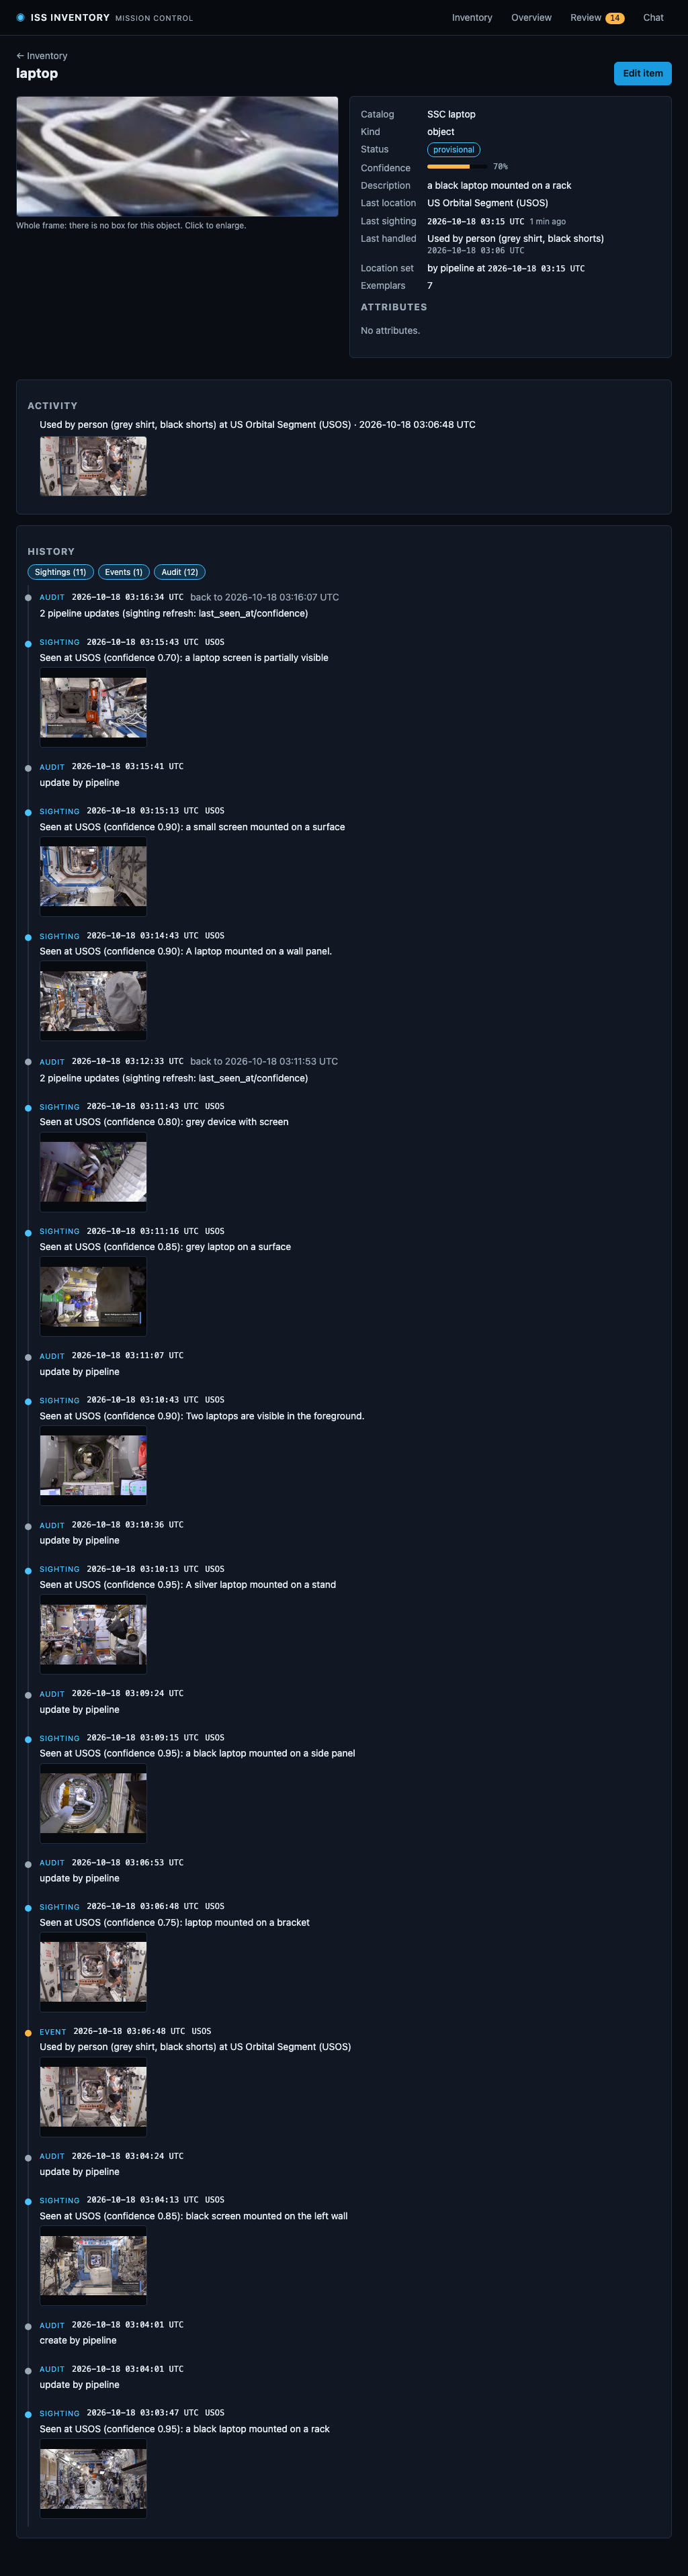 ISS INVENTORY MISSION CONTROL
Inventory Overview Review 14 Chat
← Inventory
laptop
Edit item
Whole frame: there is no box for this object. Click to enlarge.
Catalog SSC laptop
Kind object
Status provisional
Confidence 70%
Description a black laptop mounted on a rack
Last location US Orbital Segment (USOS)
Last sighting 2026-10-18 03:15 UTC 1 min ago
Last handled Used by person (grey shirt, black shorts)
2026-10-18 03:06 UTC
Location set by pipeline at 2026-10-18 03:15 UTC
Exemplars 7
ATTRIBUTES
No attributes.
ACTIVITY
Used by person (grey shirt, black shorts) at US Orbital Segment (USOS) · 2026-10-18 03:06:48 UTC
HISTORY
Sightings (11) Events (1) Audit (12)
AUDIT 2026-10-18 03:16:34 UTC back to 2026-10-18 03:16:07 UTC
2 pipeline updates (sighting refresh: last_seen_at/confidence)
SIGHTING 2026-10-18 03:15:43 UTC USOS
Seen at USOS (confidence 0.70): a laptop screen is partially visible
AUDIT 2026-10-18 03:15:41 UTC
update by pipeline
SIGHTING 2026-10-18 03:15:13 UTC USOS
Seen at USOS (confidence 0.90): a small screen mounted on a surface
SIGHTING 2026-10-18 03:14:43 UTC USOS
Seen at USOS (confidence 0.90): A laptop mounted on a wall panel.
AUDIT 2026-10-18 03:12:33 UTC back to 2026-10-18 03:11:53 UTC
2 pipeline updates (sighting refresh: last_seen_at/confidence)
SIGHTING 2026-10-18 03:11:43 UTC USOS
Seen at USOS (confidence 0.80): grey device with screen
SIGHTING 2026-10-18 03:11:16 UTC USOS
Seen at USOS (confidence 0.85): grey laptop on a surface
AUDIT 2026-10-18 03:11:07 UTC
update by pipeline
SIGHTING 2026-10-18 03:10:43 UTC USOS
Seen at USOS (confidence 0.90): Two laptops are visible in the foreground.
AUDIT 2026-10-18 03:10:36 UTC
update by pipeline
SIGHTING 2026-10-18 03:10:13 UTC USOS
Seen at USOS (confidence 0.95): A silver laptop mounted on a stand
AUDIT 2026-10-18 03:09:24 UTC
update by pipeline
SIGHTING 2026-10-18 03:09:15 UTC USOS
Seen at USOS (confidence 0.95): a black laptop mounted on a side panel
AUDIT 2026-10-18 03:06:53 UTC
update by pipeline
SIGHTING 2026-10-18 03:06:48 UTC USOS
Seen at USOS (confidence 0.75): laptop mounted on a bracket
EVENT 2026-10-18 03:06:48 UTC USOS
Used by person (grey shirt, black shorts) at US Orbital Segment (USOS)
AUDIT 2026-10-18 03:04:24 UTC
update by pipeline
SIGHTING 2026-10-18 03:04:13 UTC USOS
Seen at USOS (confidence 0.85): black screen mounted on the left wall
AUDIT 2026-10-18 03:04:01 UTC
create by pipeline
AUDIT 2026-10-18 03:04:01 UTC
update by pipeline
SIGHTING 2026-10-18 03:03:47 UTC USOS
Seen at USOS (confidence 0.95): a black laptop mounted on a rack